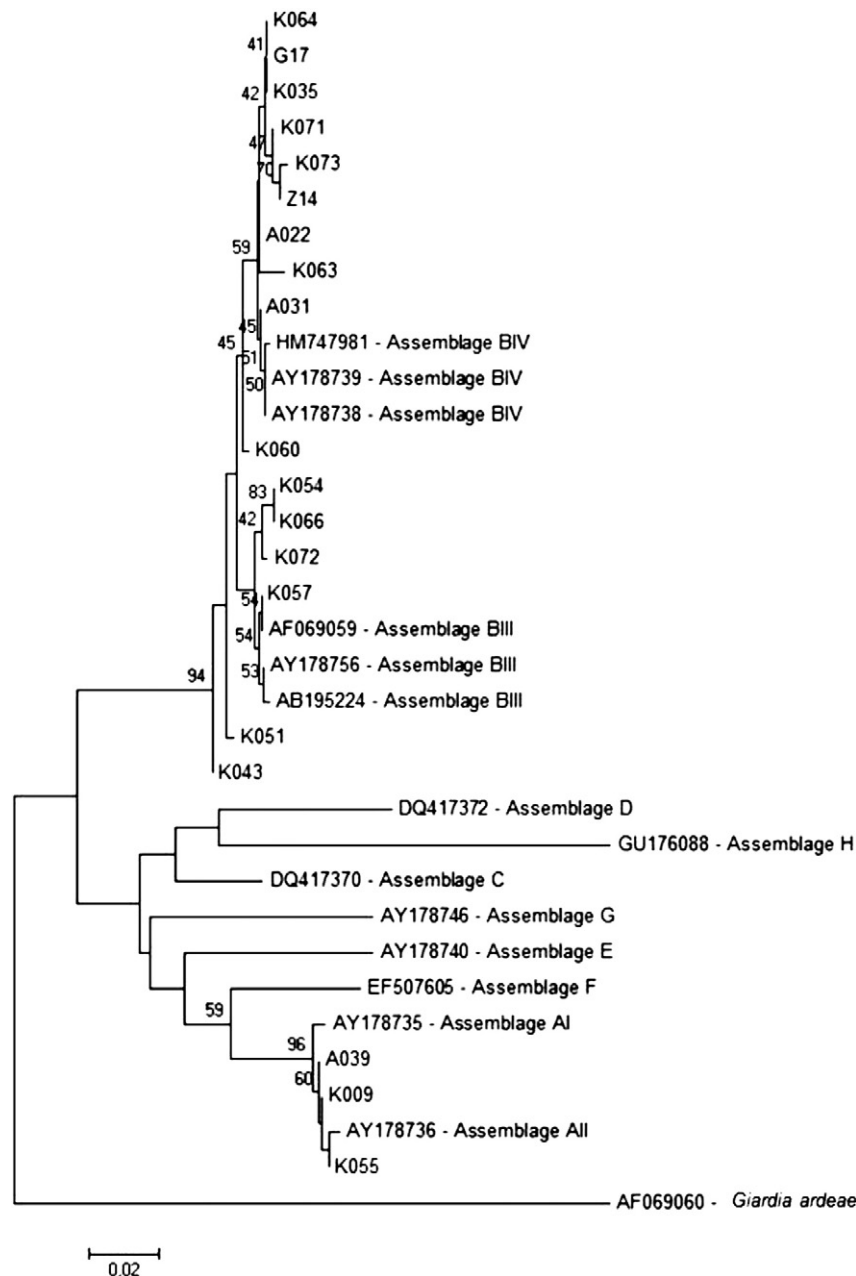 K064
41
G17
42
K035
K071
47
K073
70
Z14
A022
59
K063
A031
45
45
HM747981 - Assemblage BIV
51
AY178739 - Assemblage BIV
50
AY178738 - Assemblage BIV
K060
83
K054
42
K066
K072
54
K057
54
AF069059 - Assemblage BIII
53
AY178756 - Assemblage BIII
94
AB195224 - Assemblage BIII
K051
K043
DQ417372 - Assemblage D
GU176088 - Assemblage H
DQ417370 - Assemblage C
AY178746 - Assemblage G
AY178740 - Assemblage E
EF507605 - Assemblage F
59
AY178735 - Assemblage AI
96
A039
60
K009
AY178736 - Assemblage AII
K055
AF069060 - Giardia ardeae
0.02